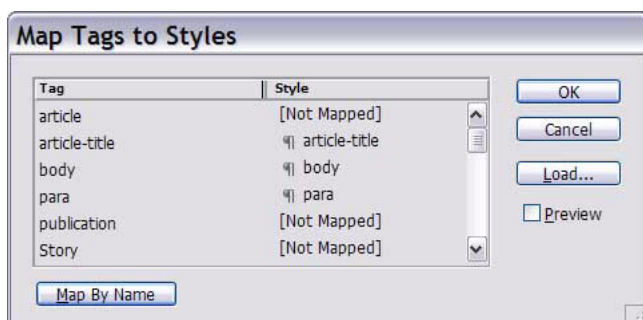 Map Tags to Styles
Tag Style
article [Not Mapped]
article-title ¶ article-title
body ¶ body
para ¶ para
publication [Not Mapped]
Story [Not Mapped]
OK
Cancel
Load...
Preview
Map By Name